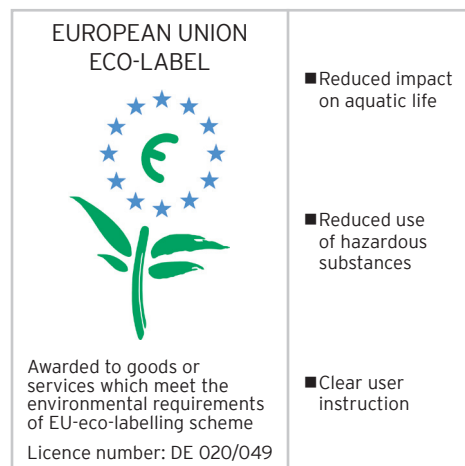 EUROPEAN UNION
ECO-LABEL
Awarded to goods or
services which meet the
environmental requirements
of EU-eco-labelling scheme
Licence number: DE 020/049
■ Reduced impact
on aquatic life
■ Reduced use
of hazardous
substances
■ Clear user
instruction